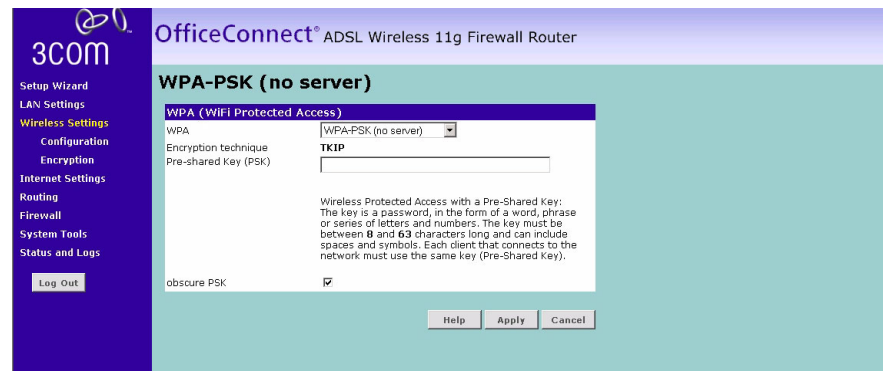 3COM
OfficeConnect® ADSL Wireless 11g Firewall Router
Setup Wizard
LAN Settings
Wireless Settings
Configuration
Encryption
Internet Settings
Routing
Firewall
System Tools
Status and Logs
Log Out
WPA-PSK (no server)
WPA (WiFi Protected Access)
WPA WPA-PSK (no server)
Encryption technique TKIP
Pre-shared Key (PSK)
Wireless Protected Access with a Pre-Shared Key:
The key is a password, in the form of a word, phrase
or series of letters and numbers. The key must be
between 8 and 63 characters long and can include
spaces and symbols. Each client that connects to the
network must use the same key (Pre-Shared Key).
obscure PSK
Help Apply Cancel